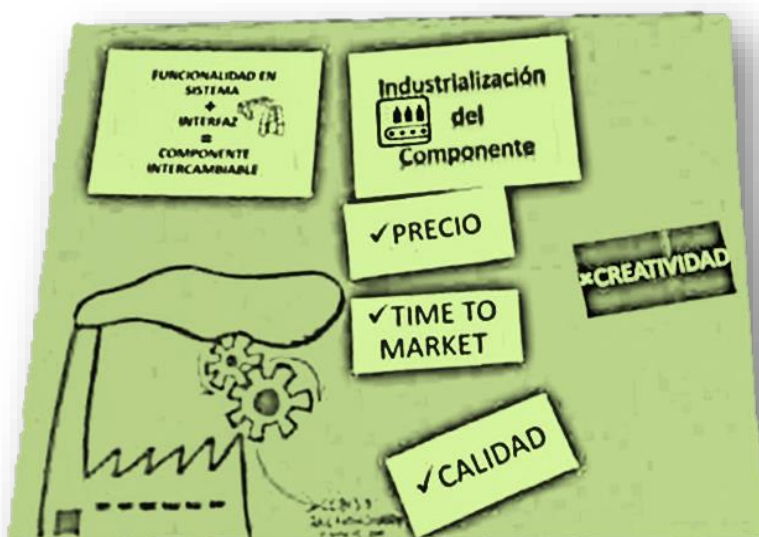 FUNCIONALIDAD EN
SISTEMA
+
INTERFAZ
=
COMPONENTE
INTERCAMBIABLE
Industrialización
del
Componente
✓PRECIO
✓TIME TO
MARKET
×CREATIVIDAD
✓CALIDAD